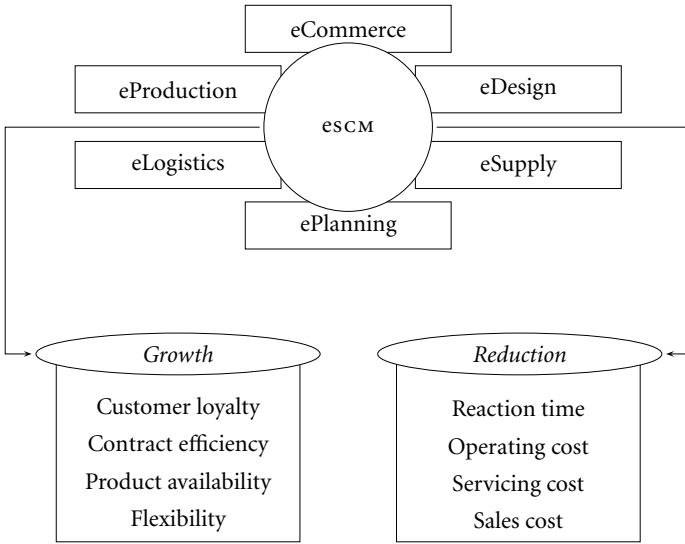 eCommerce
eProduction
eDesign
eSCM
eLogistics
eSupply
ePlanning
Growth
Customer loyalty
Contract efficiency
Product availability
Flexibility
Reduction
Reaction time
Operating cost
Servicing cost
Sales cost